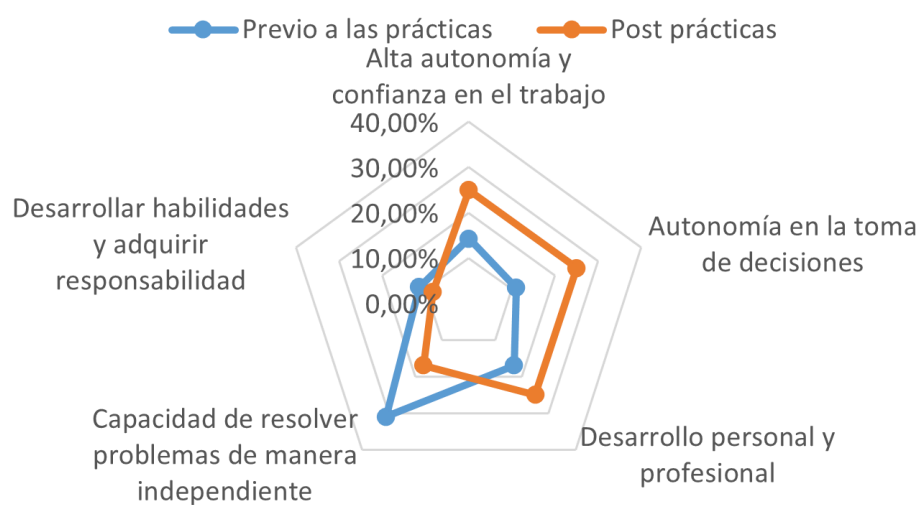 Previo a las prácticas
Post prácticas
Alta autonomía y
confianza en el trabajo
40,00%
30,00%
20,00%
10,00%
0,00%
Autonomía en la toma
de decisiones
Desarrollo personal y
profesional
Capacidad de resolver
problemas de manera
independiente
Desarrollar habilidades
y adquirir
responsabilidad